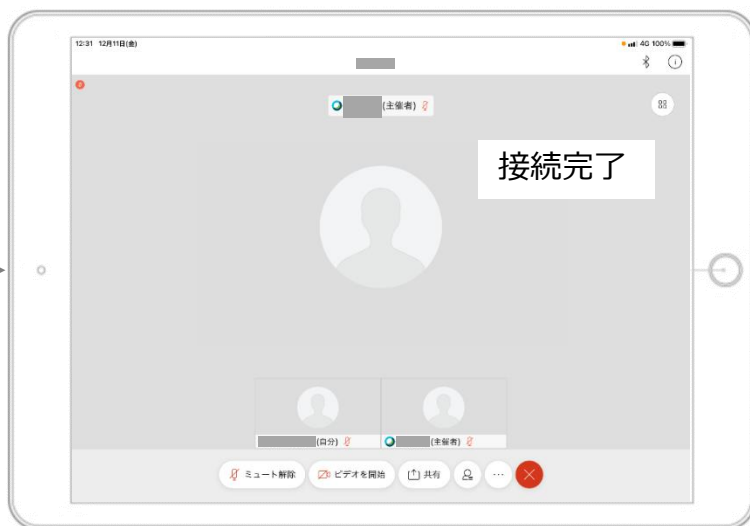 12:31 12月11日(金)
4G 100%
(主催者)
接続完了
(自分)
(主催者)
ミュート解除 ビデオを開始 共有